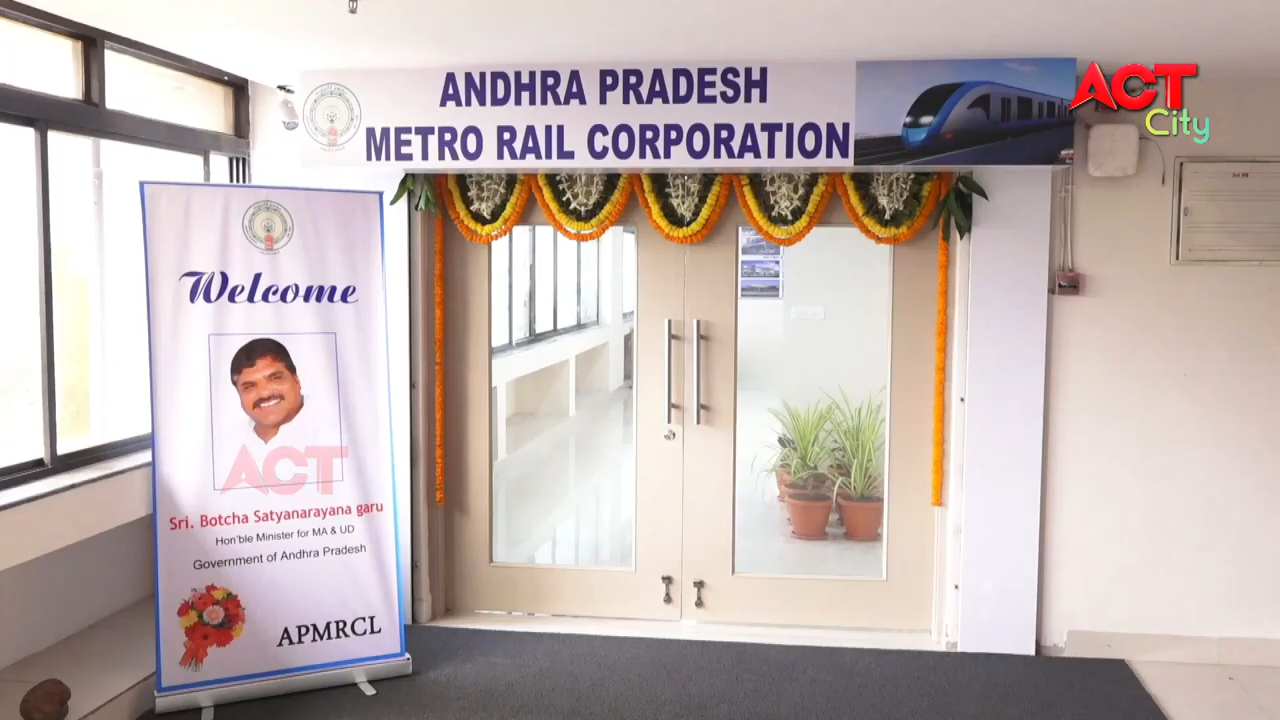 ANDHRA PRADESH
METRO RAIL CORPORATION
ACT
City
Welcome
ACT
Sri. Botcha Satyanarayana garu
Hon'ble Minister for MA & UD
Government of Andhra Pradesh
APMRCL